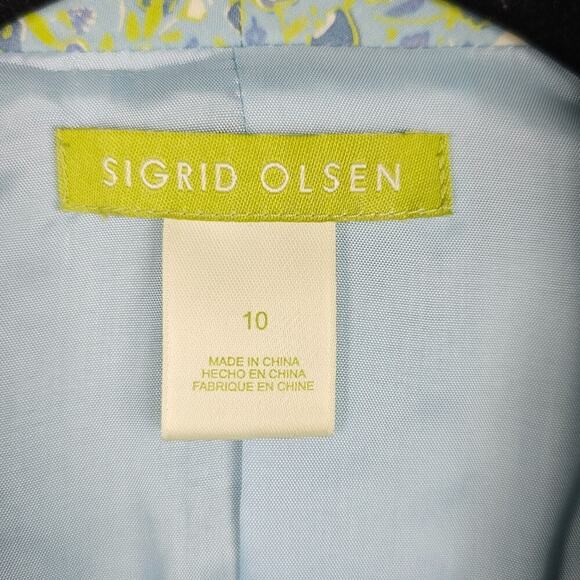 SIGRID OLSEN
10
MADE IN CHINA
HECHO EN CHINA
FABRIQUE EN CHINE